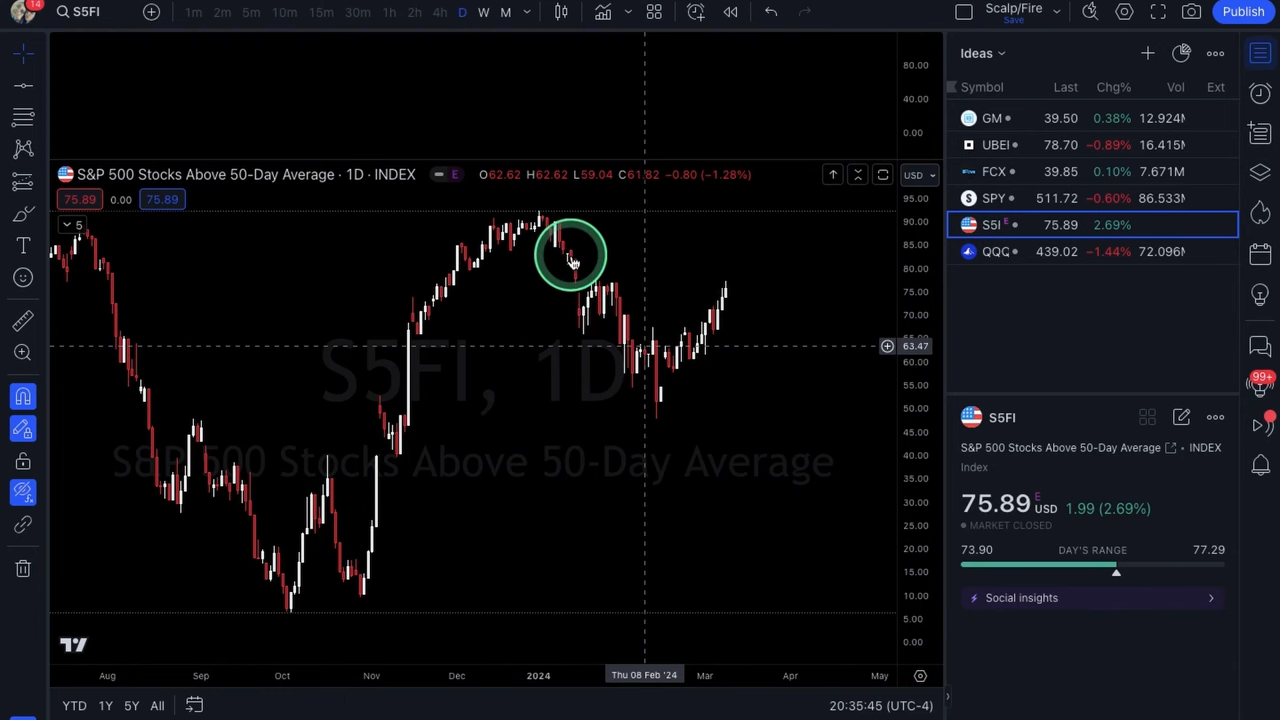 14
S5FI
1m 2m 5m 10m 15m 30m 1h 2h 4h D W M
Scalp/Fire
Save
Publish
S&P 500 Stocks Above 50-Day Average · 1D · INDEX
E
O62.62 H62.62 L59.04 C61.82 −0.80 (−1.28%)
USD
75.89 0.00 75.89
5
80.00
40.00
0.00
95.00
90.00
85.00
80.00
75.00
70.00
63.47
60.00
55.00
50.00
45.00
40.00
35.00
30.00
25.00
20.00
15.00
10.00
5.00
0.00
S5FI, 1D
S&P 500 Stocks Above 50-Day Average
Aug Sep Oct Nov Dec 2024 Thu 08 Feb '24 Mar Apr May
YTD 1Y 5Y All
20:35:45 (UTC-4)
Ideas
Symbol Last Chg% Vol Ext
GM 39.50 0.38% 12.924M
UBEI 78.70 −0.89% 16.415M
FCX 39.85 0.10% 7.671M
SPY 511.72 −0.60% 86.533M
S5I E 75.89 2.69%
QQQ 439.02 −1.44% 72.096M
S5FI
S&P 500 Stocks Above 50-Day Average · INDEX
Index
75.89 E USD 1.99 (2.69%)
MARKET CLOSED
73.90 DAY'S RANGE 77.29
Social insights
99+